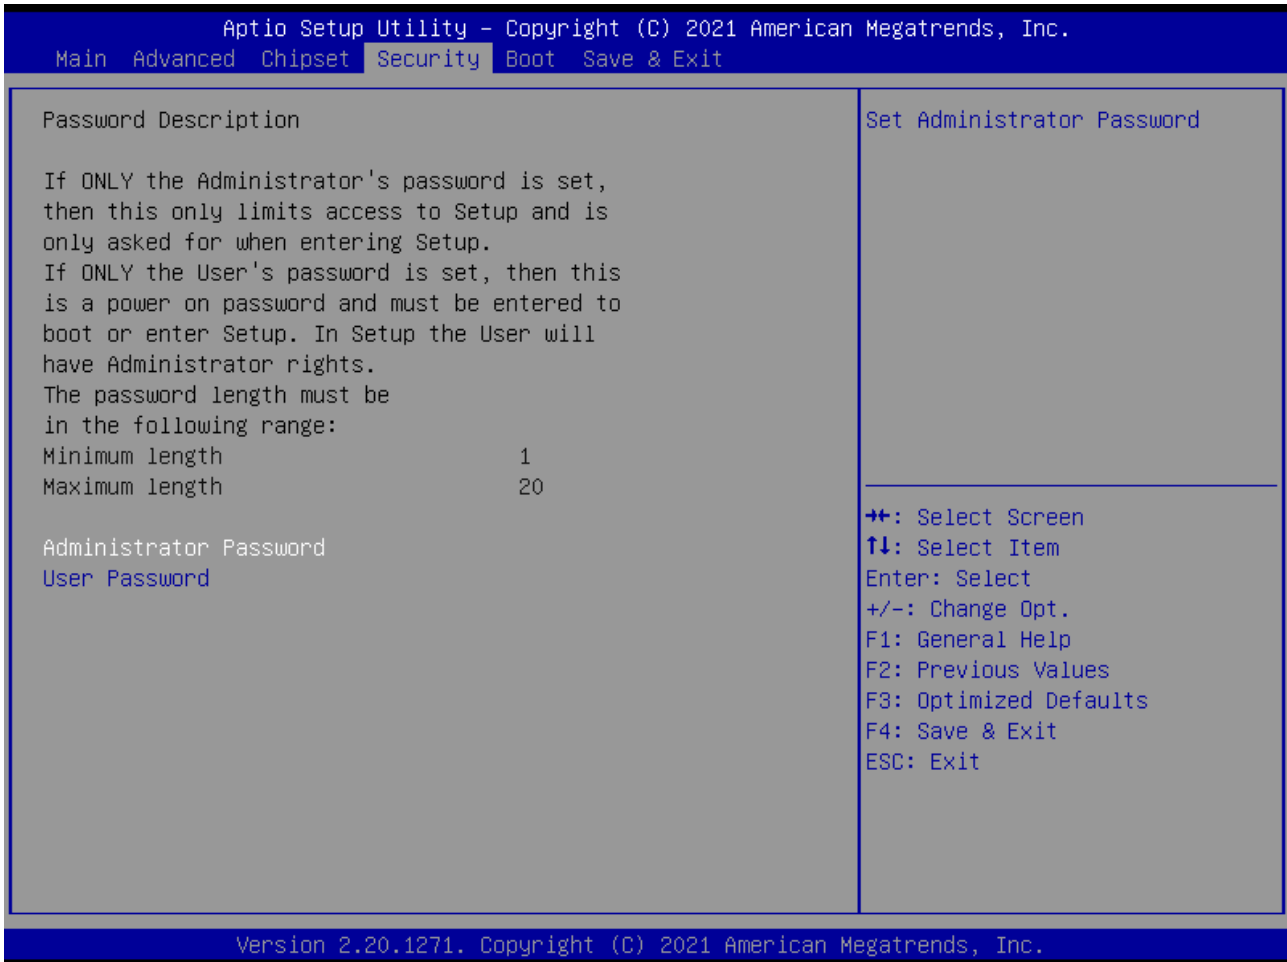 Aptio Setup Utility – Copyright (C) 2021 American Megatrends, Inc.
Main Advanced Chipset Security Boot Save & Exit
Password Description
If ONLY the Administrator's password is set,
then this only limits access to Setup and is
only asked for when entering Setup.
If ONLY the User's password is set, then this
is a power on password and must be entered to
boot or enter Setup. In Setup the User will
have Administrator rights.
The password length must be
in the following range:
Minimum length 1
Maximum length 20
Administrator Password
User Password
Set Administrator Password
→←: Select Screen
↑↓: Select Item
Enter: Select
+/-: Change Opt.
F1: General Help
F2: Previous Values
F3: Optimized Defaults
F4: Save & Exit
ESC: Exit
Version 2.20.1271. Copyright (C) 2021 American Megatrends, Inc.